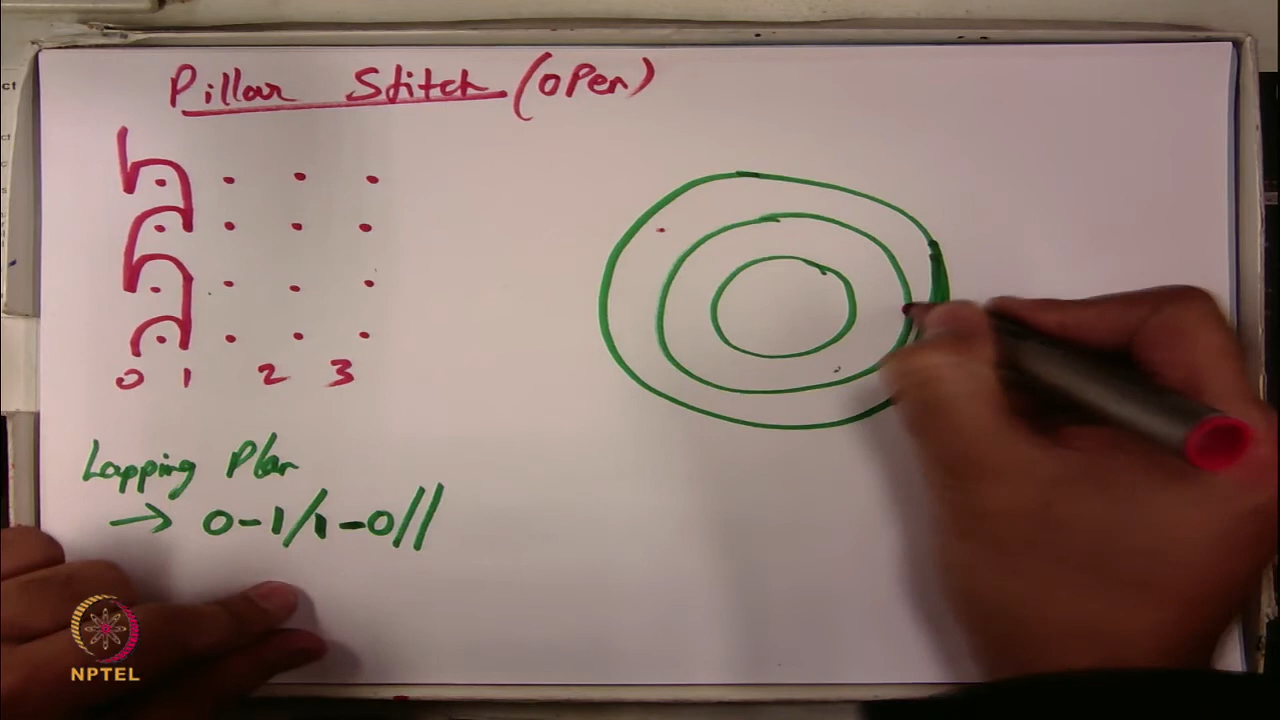 Pillar Stitch (open)
0 1 2 3
Lapping Plan
→ 0-1/1-0//
NPTEL